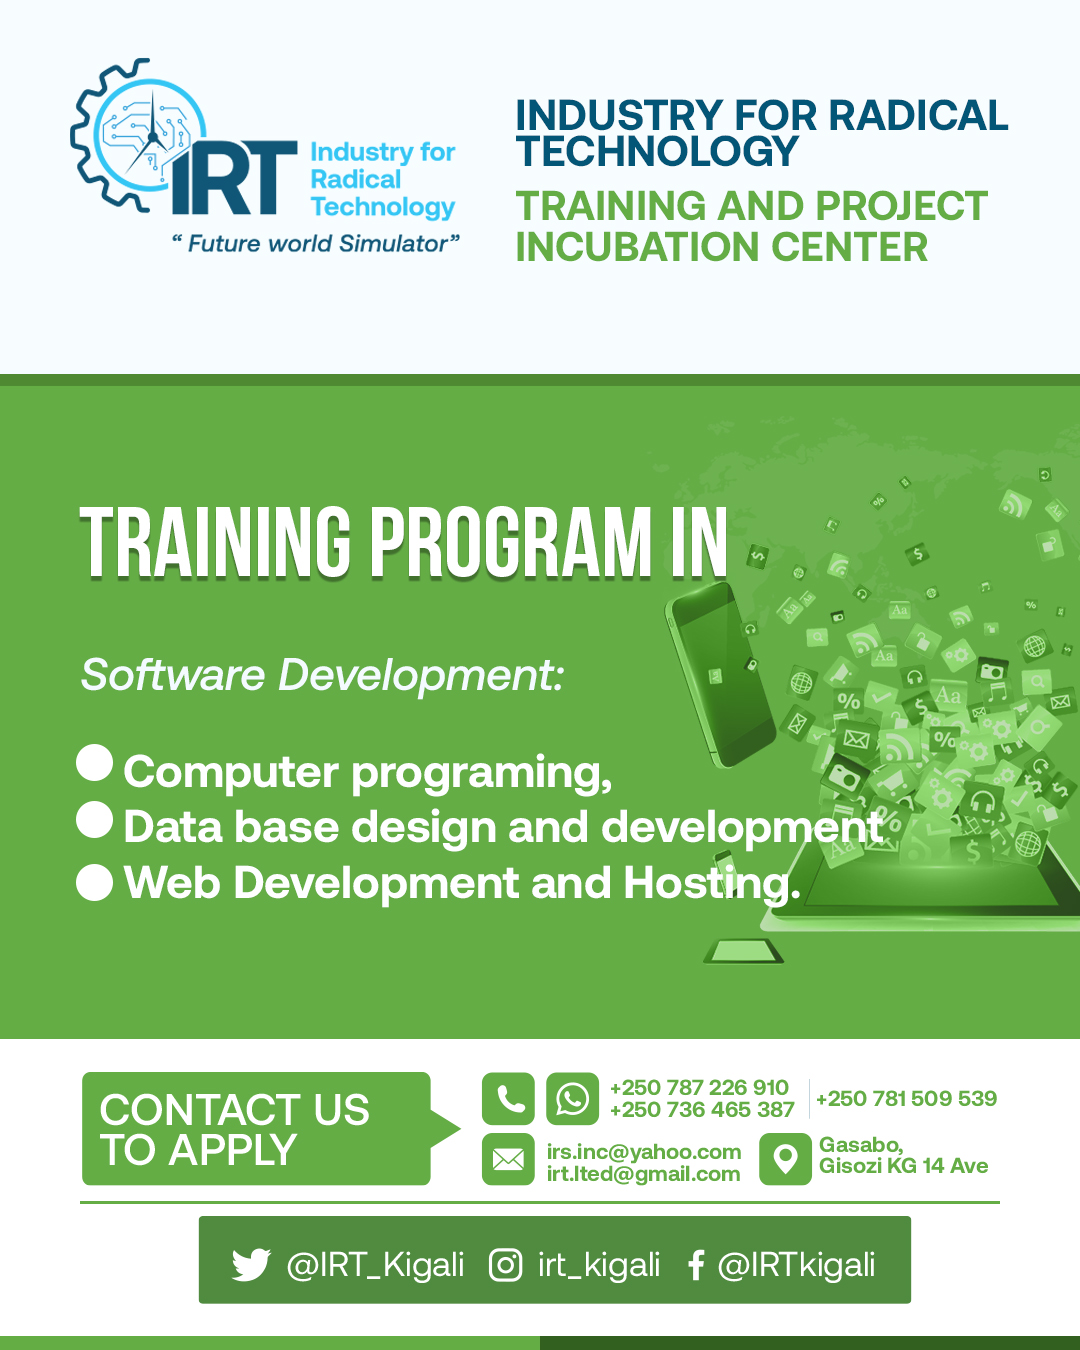 IRT
Industry for
Radical
Technology
“ Future world Simulator”
INDUSTRY FOR RADICAL
TECHNOLOGY
TRAINING AND PROJECT
INCUBATION CENTER
TRAINING PROGRAM IN
Software Development:
Computer programing,
Data base design and development
Web Development and Hosting.
CONTACT US
TO APPLY
+250 787 226 910
+250 736 465 387
+250 781 509 539
irs.inc@yahoo.com
irt.lted@gmail.com
Gasabo,
Gisozi KG 14 Ave
@IRT_Kigali
irt_kigali
@IRTkigali